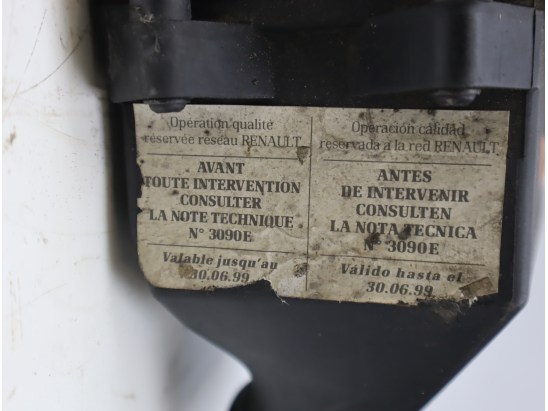 Opération qualité
réservée réseau RENAULT
AVANT
TOUTE INTERVENTION
CONSULTER
LA NOTE TECHNIQUE
N° 3090E
Valable jusqu'au
30.06.99
Operación calidad
reservada a la red RENAULT
ANTES
DE INTERVENIR
CONSULTEN
LA NOTA TECNICA
N° 3090E
Válido hasta el
30.06.99